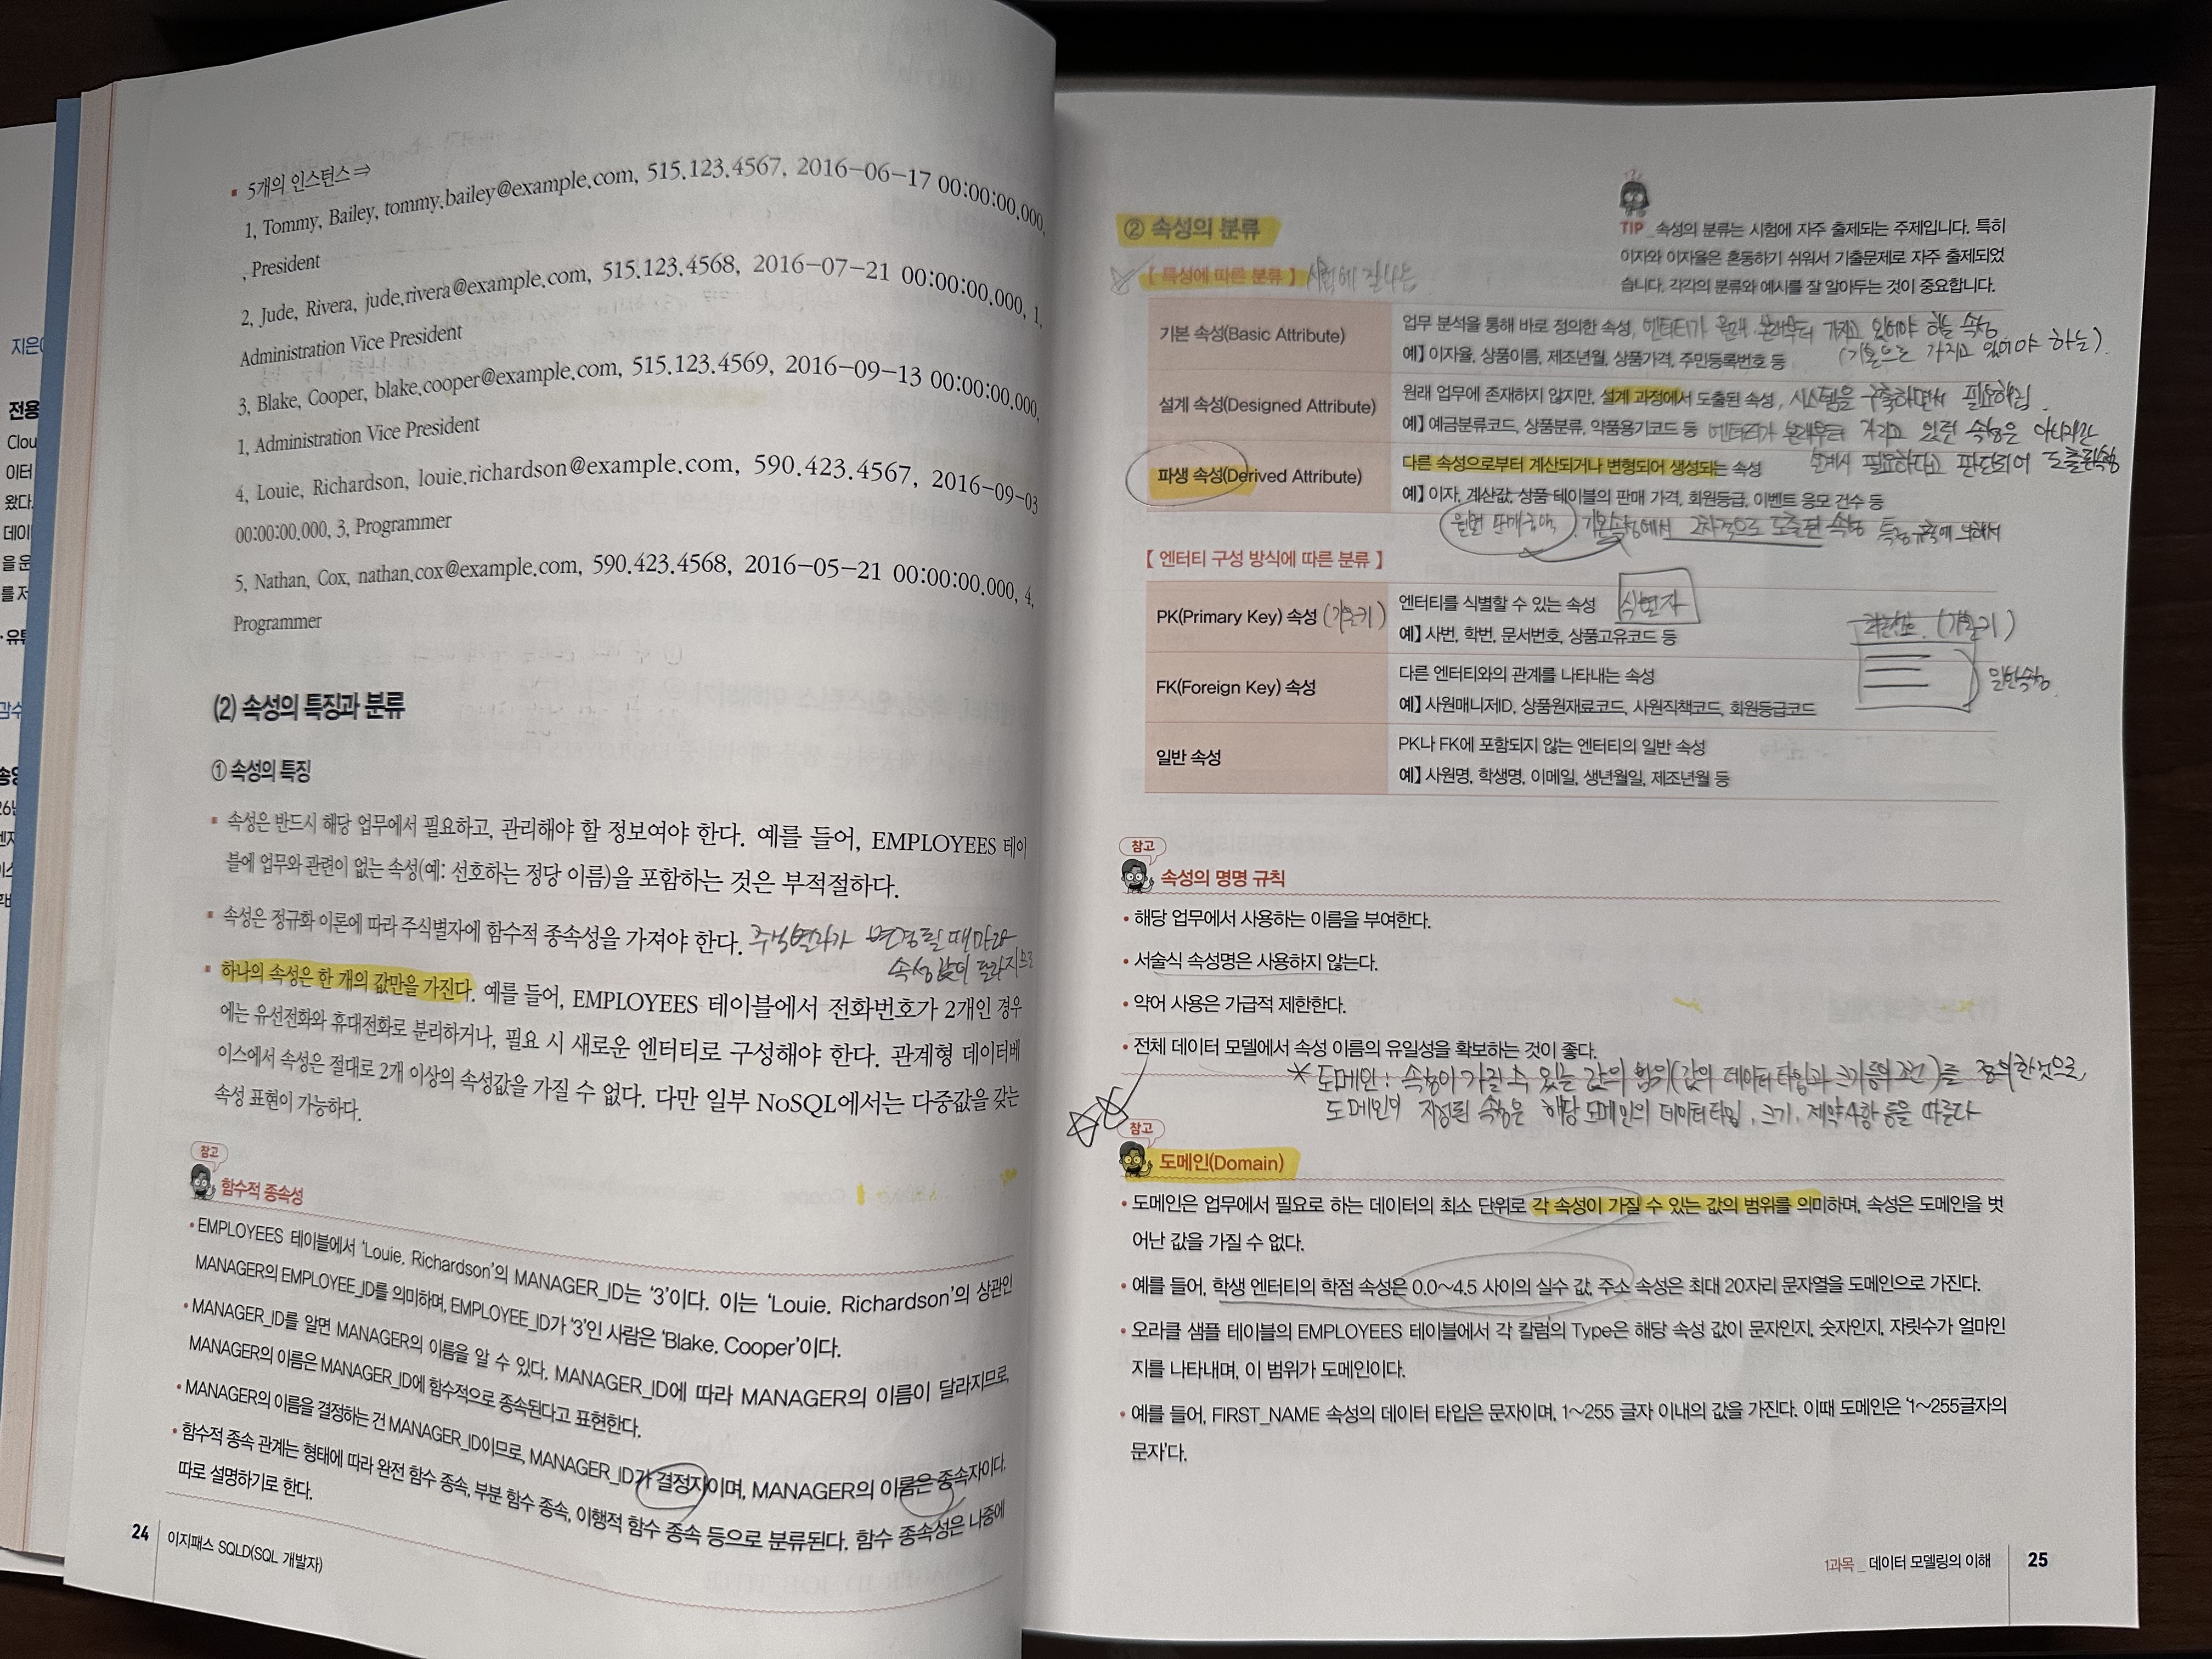 5개의 인스턴스 ⇒
1, Tommy, Bailey, tommy.bailey@example.com, 515.123.4567, 2016-06-17 00:00:00.000,
, President
2, Jude, Rivera, jude.rivera@example.com, 515.123.4568, 2016-07-21 00:00:00.000, 1,
Administration Vice President
3, Blake, Cooper, blake.cooper@example.com, 515.123.4569, 2016-09-13 00:00:00.000,
1, Administration Vice President
4, Louie, Richardson, louie.richardson@example.com, 590.423.4567, 2016-09-03
00:00:00.000, 3, Programmer
5, Nathan, Cox, nathan.cox@example.com, 590.423.4568, 2016-05-21 00:00:00.000, 4,
Programmer
(2) 속성의 특징과 분류
① 속성의 특징
속성은 반드시 해당 업무에서 필요하고, 관리해야 할 정보여야 한다. 예를 들어, EMPLOYEES 테이
블에 업무와 관련이 없는 속성(예: 선호하는 정당 이름)을 포함하는 것은 부적절하다.
속성은 정규화 이론에 따라 주식별자에 함수적 종속성을 가져야 한다. 주식별자가 변경될 때마다
속성값이 달라지므로
하나의 속성은 한 개의 값만을 가진다. 예를 들어, EMPLOYEES 테이블에서 전화번호가 2개인 경우
에는 유선전화와 휴대전화로 분리하거나, 필요 시 새로운 엔터티로 구성해야 한다. 관계형 데이터베
이스에서 속성은 절대로 2개 이상의 속성값을 가질 수 없다. 다만 일부 NoSQL에서는 다중값을 갖는
속성 표현이 가능하다.
참고
함수적 종속성
• EMPLOYEES 테이블에서 'Louie. Richardson'의 MANAGER_ID는 '3'이다. 이는 'Louie. Richardson'의 상관인
MANAGER의 EMPLOYEE_ID를 의미하며, EMPLOYEE_ID가 '3'인 사람은 'Blake. Cooper'이다.
• MANAGER_ID를 알면 MANAGER의 이름을 알 수 있다. MANAGER_ID에 따라 MANAGER의 이름이 달라지므로,
MANAGER의 이름은 MANAGER_ID에 함수적으로 종속된다고 표현한다.
• MANAGER의 이름을 결정하는 건 MANAGER_ID이므로, MANAGER_ID가 결정자이며, MANAGER의 이름은 종속자이다.
• 함수적 종속 관계는 형태에 따라 완전 함수 종속, 부분 함수 종속, 이행적 함수 종속 등으로 분류된다. 함수 종속성은 나중에
따로 설명하기로 한다.
24 이지패스 SQLD(SQL 개발자)
TIP _속성의 분류는 시험에 자주 출제되는 주제입니다. 특히
이자와 이자율은 혼동하기 쉬워서 기출문제로 자주 출제되었
습니다. 각각의 분류와 예시를 잘 알아두는 것이 중요합니다.
② 속성의 분류
【 특성에 따른 분류 】 시험에 잘나는
기본 속성(Basic Attribute)
업무 분석을 통해 바로 정의한 속성, 엔터티가 원래 본래부터 가지고 있어야 하는 속성
예】 이자율, 상품이름, 제조년월, 상품가격, 주민등록번호 등
(기본으로 가지고 있어야 하는).
설계 속성(Designed Attribute)
원래 업무에 존재하지 않지만, 설계 과정에서 도출된 속성, 시스템을 구축하면서 필요해짐.
예】 예금분류코드, 상품분류, 약품용기코드 등 엔터티가 본래부터 가지고 있던 속성은 아니지만
파생 속성(Derived Attribute)
다른 속성으로부터 계산되거나 변형되어 생성되는 속성 설계시 필요하다고 판단되어 도출된속성
예】 이자, 계산값, 상품 테이블의 판매 가격, 회원등급, 이벤트 응모 건수 등
월별 판매금액, 기본속성에서 2차적으로 도출된 속성 특정규칙에 의해서
【 엔터티 구성 방식에 따른 분류 】
PK(Primary Key) 속성 (기본키)
엔터티를 식별할 수 있는 속성 식별자
예】 사번, 학번, 문서번호, 상품고유코드 등
(기본키)
일반속성.
FK(Foreign Key) 속성
다른 엔터티와의 관계를 나타내는 속성
예】 사원매니저ID, 상품원재료코드, 사원직책코드, 회원등급코드
일반 속성
PK나 FK에 포함되지 않는 엔터티의 일반 속성
예】 사원명, 학생명, 이메일, 생년월일, 제조년월 등
참고
속성의 명명 규칙
• 해당 업무에서 사용하는 이름을 부여한다.
• 서술식 속성명은 사용하지 않는다.
• 약어 사용은 가급적 제한한다.
• 전체 데이터 모델에서 속성 이름의 유일성을 확보하는 것이 좋다.
* 도메인 : 속성이 가질 수 있는 값의 범위(값의 데이터 타입과 크기 등의 조건)를 정의한것으로,
도메인이 지정된 속성은 해당 도메인의 데이터타입, 크기, 제약사항 등을 따른다
참고
도메인(Domain)
• 도메인은 업무에서 필요로 하는 데이터의 최소 단위로 각 속성이 가질 수 있는 값의 범위를 의미하며, 속성은 도메인을 벗
어난 값을 가질 수 없다.
• 예를 들어, 학생 엔터티의 학점 속성은 0.0~4.5 사이의 실수 값, 주소 속성은 최대 20자리 문자열을 도메인으로 가진다.
• 오라클 샘플 테이블의 EMPLOYEES 테이블에서 각 칼럼의 Type은 해당 속성 값이 문자인지, 숫자인지, 자릿수가 얼마인
지를 나타내며, 이 범위가 도메인이다.
• 예를 들어, FIRST_NAME 속성의 데이터 타입은 문자이며, 1~255 글자 이내의 값을 가진다. 이때 도메인은 '1~255글자의
문자'다.
1과목 _ 데이터 모델링의 이해 25